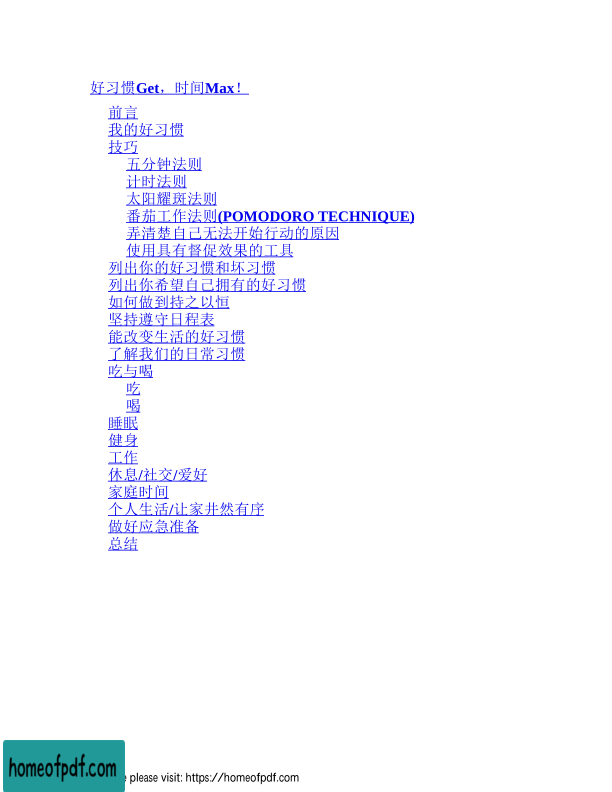 好习惯Get，时间Max！
前言
我的好习惯
技巧
五分钟法则
计时法则
太阳耀斑法则
番茄工作法则(POMODORO TECHNIQUE)
弄清楚自己无法开始行动的原因
使用具有督促效果的工具
列出你的好习惯和坏习惯
列出你希望自己拥有的好习惯
如何做到持之以恒
坚持遵守日程表
能改变生活的好习惯
了解我们的日常习惯
吃与喝
吃
喝
睡眠
健身
工作
休息/社交/爱好
家庭时间
个人生活/让家井然有序
做好应急准备
总结
homeofpdf.com
please visit: https://homeofpdf.com